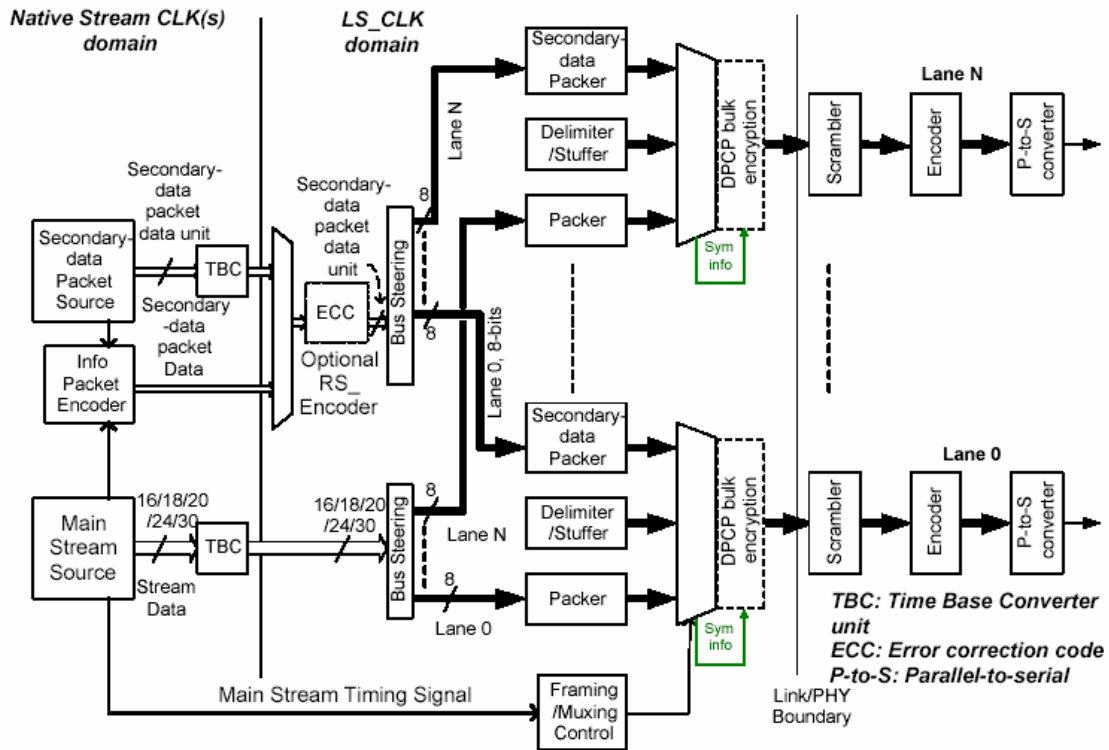 Native Stream CLK(s)
domain
LS_CLK
domain
Secondary-
data
packet
data unit
Secondary-
data
Packet
Source
TBC
Secondary
-data
packet
Data
Info
Packet
Encoder
Secondary-
data
packet
data
unit
ECC
Optional
RS_
Encoder
Bus Steering
8
8
Lane N
Lane 0, 8-bits
Secondary-
data
Packer
Delimiter
/Stuffer
Packer
DPCP bulk
encryption
Sym
info
Lane N
Scrambler
Encoder
P-to-S
converter
Main
Stream
Source
16/18/20
/24/30
Stream
Data
TBC
16/18/20
/24/30
Bus Steering
8
Lane N
8
Lane 0
Secondary-
data
Packer
Delimiter
/Stuffer
Packer
DPCP bulk
encryption
Sym
info
Lane 0
Scrambler
Encoder
P-to-S
converter
Main Stream Timing Signal
Framing
/Muxing
Control
Link/PHY
Boundary
TBC: Time Base Converter
unit
ECC: Error correction code
P-to-S: Parallel-to-serial